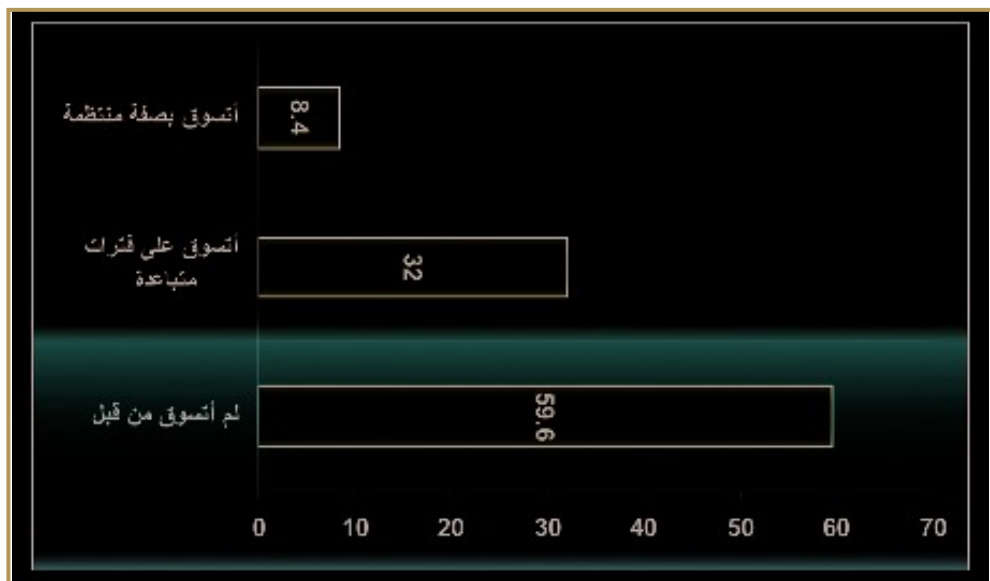 أتسوق بصفة منتظمة
8.4
أتسوق على فترات
متباعدة
32
لم أتسوق من قبل
59.6
0 10 20 30 40 50 60 70